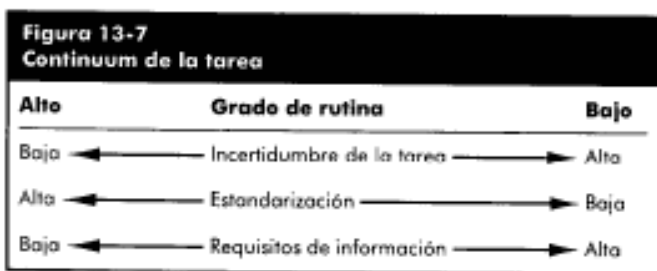 Figura 13-7
Continuum de la tarea
Alto Grado de rutina Bajo
Baja Incertidumbre de la tarea Alta
Alta Estandarización Baja
Baja Requisitos de información Alta